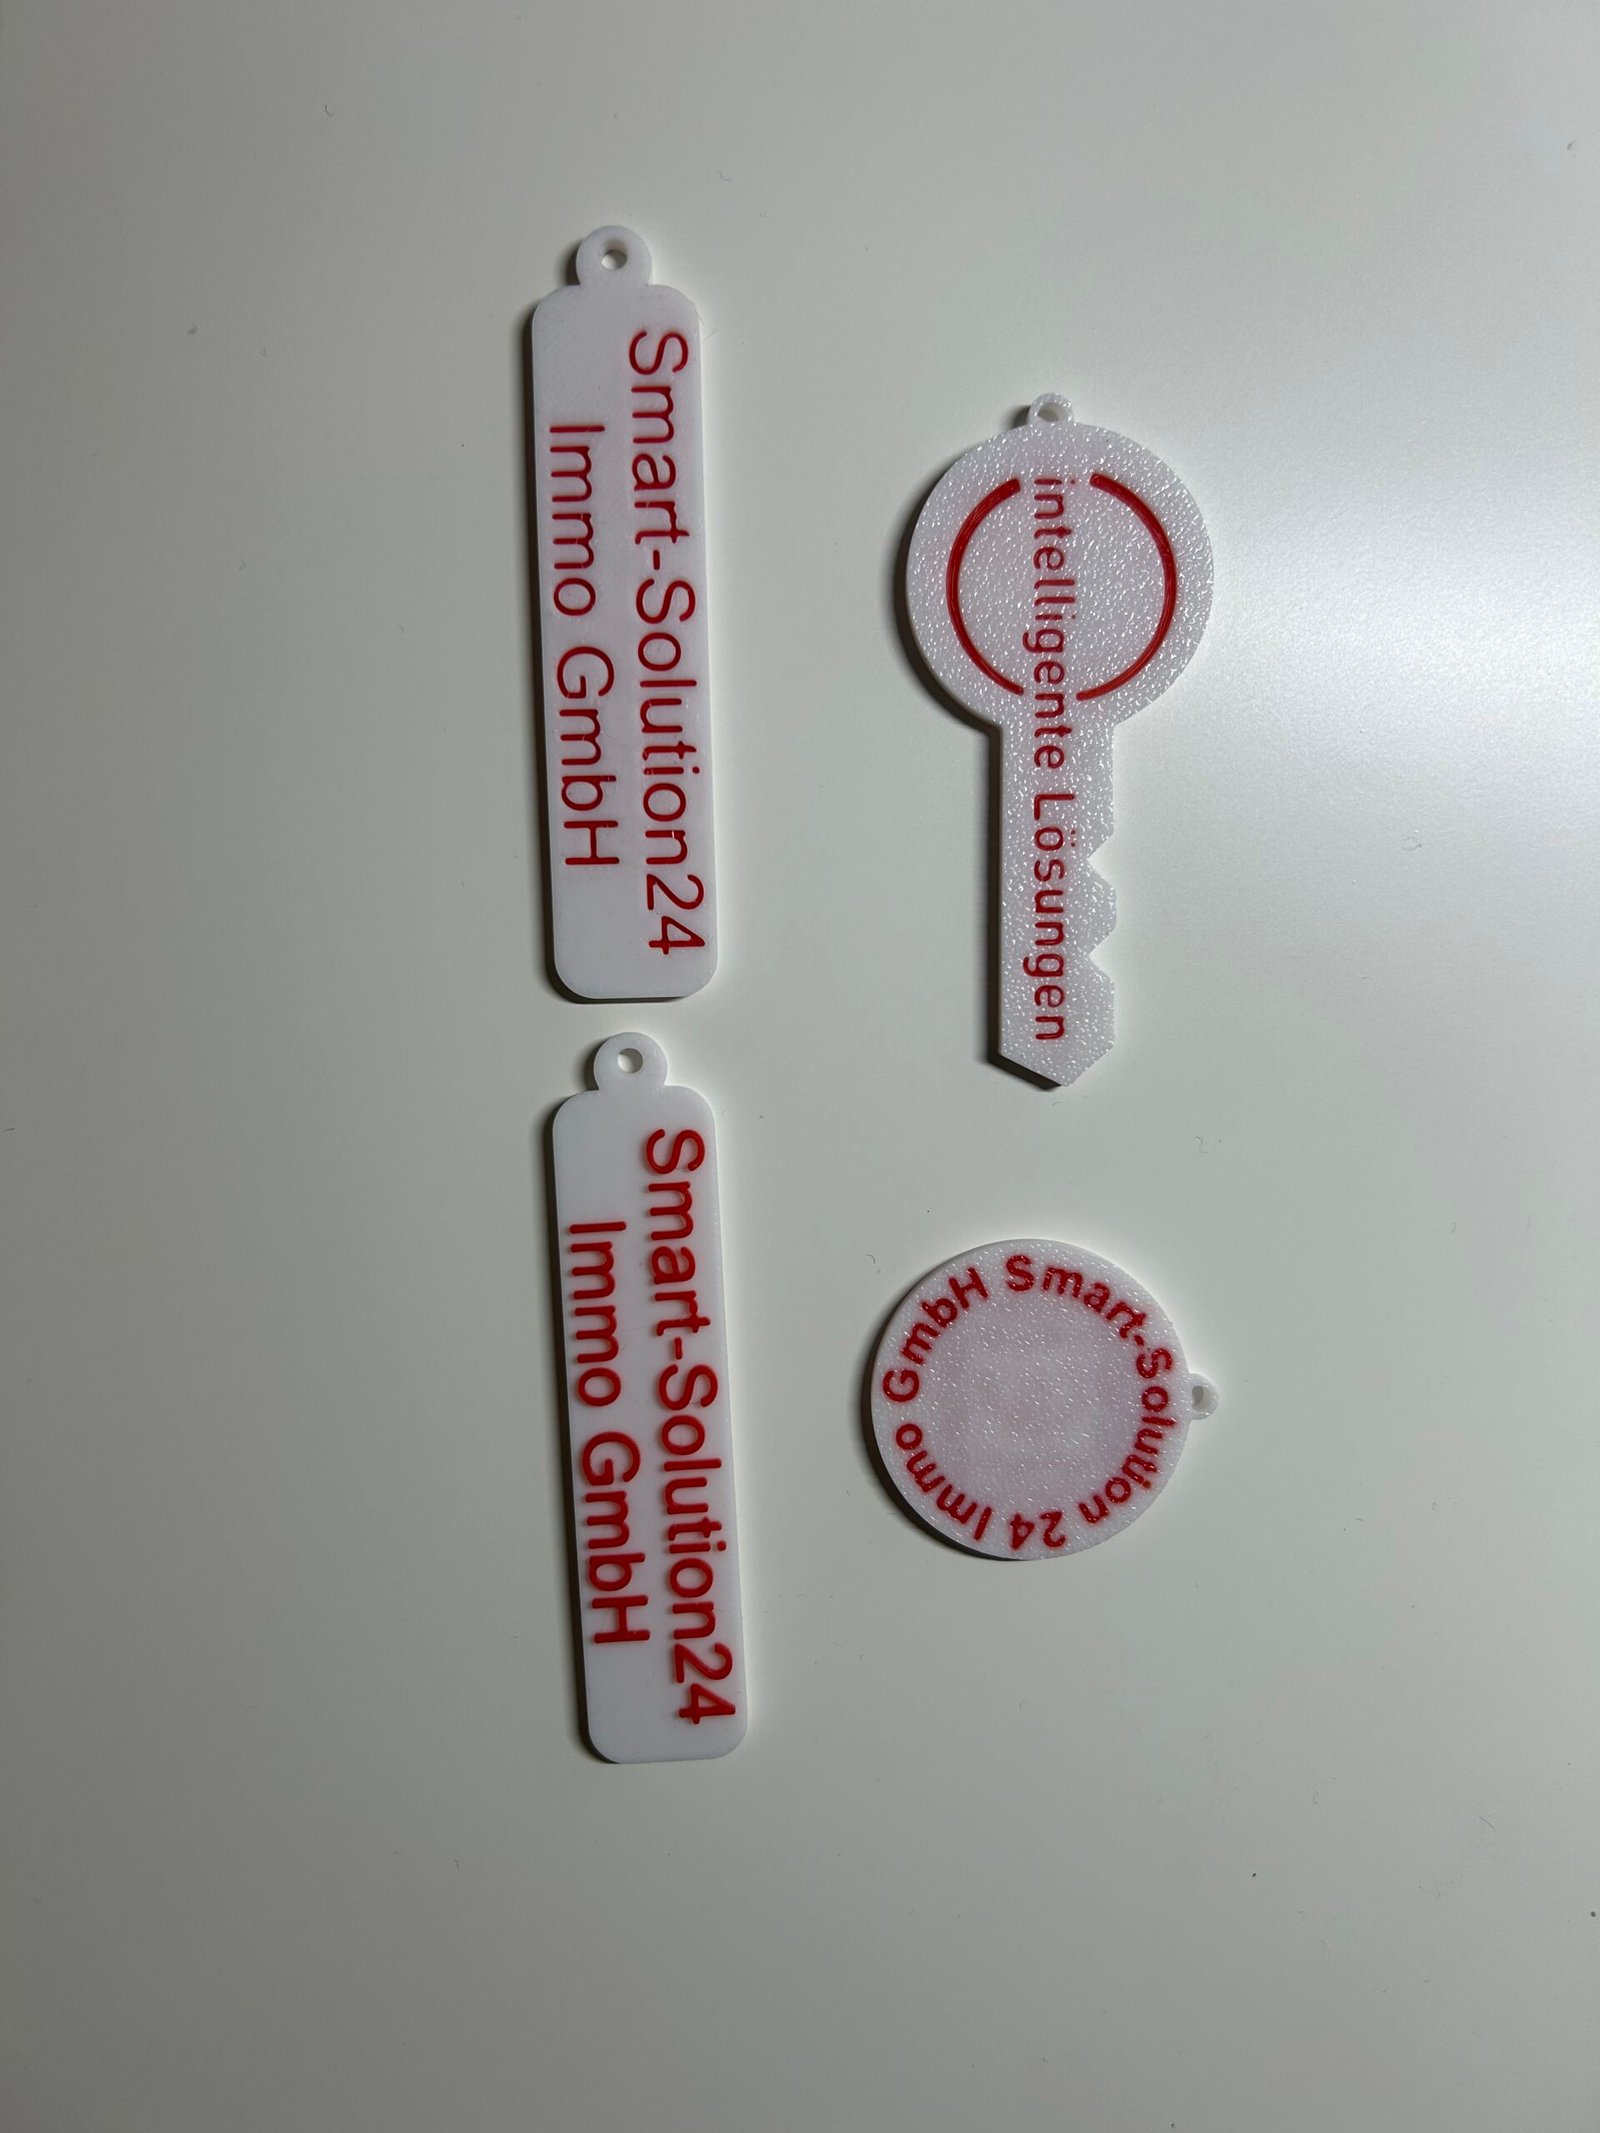 Smart-Solution24
Immo GmbH
intelligente Lösungen
Smart-Solution24
Immo GmbH
Smart-Solution 24 Immo GmbH